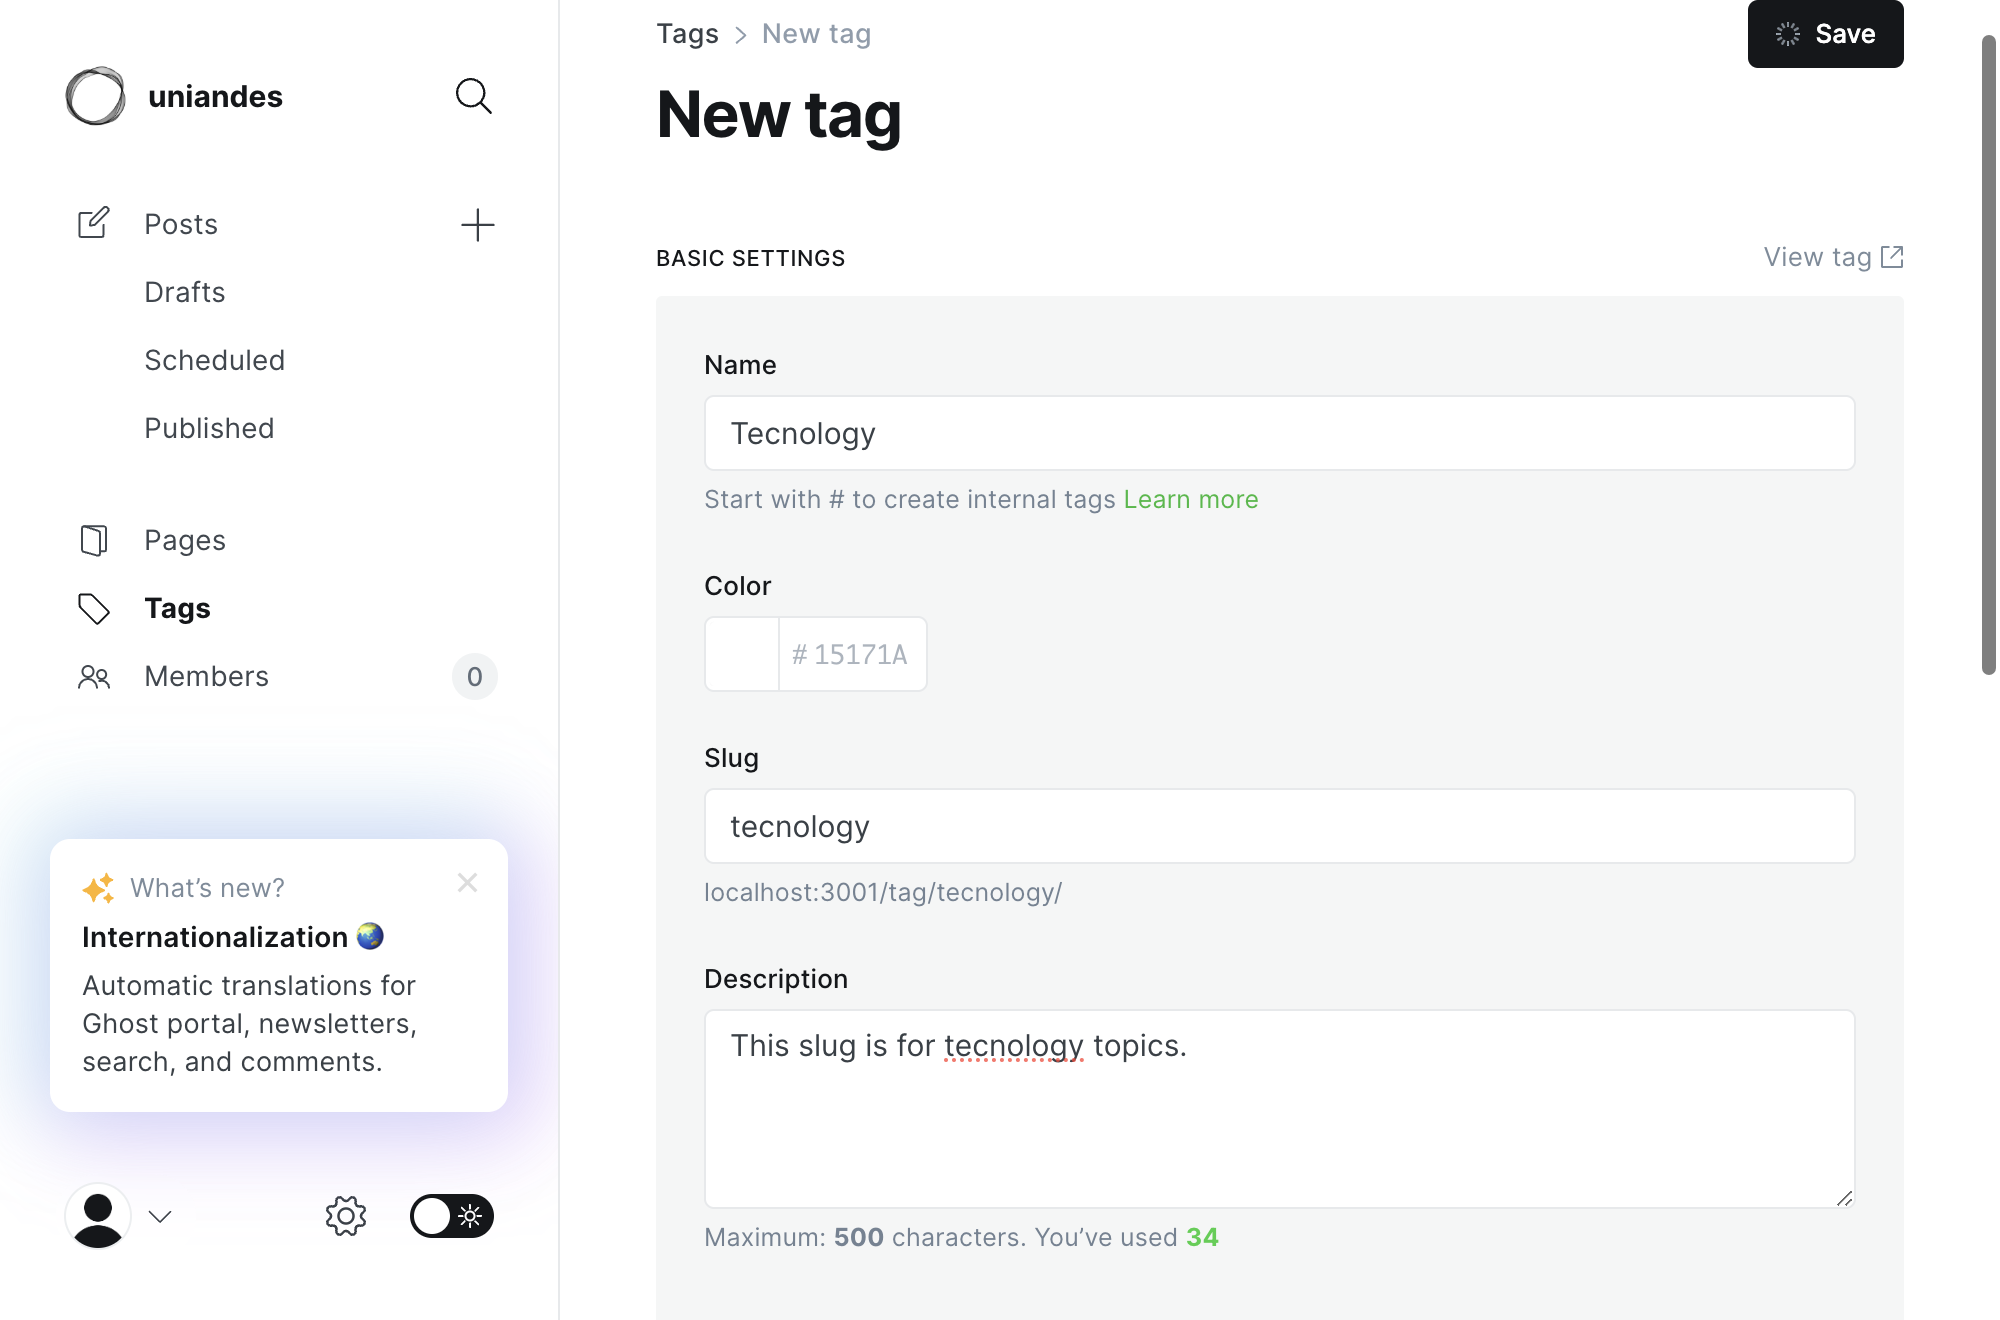 uniandes
Posts
Drafts
Scheduled
Published
Pages
Tags
Members 0
What’s new?
Internationalization
Automatic translations for
Ghost portal, newsletters,
search, and comments.
Tags > New tag
Save
New tag
BASIC SETTINGS
View tag
Name
Tecnology
Start with # to create internal tags Learn more
Color
# 15171A
Slug
tecnology
localhost:3001/tag/tecnology/
Description
This slug is for tecnology topics.
Maximum: 500 characters. You’ve used 34